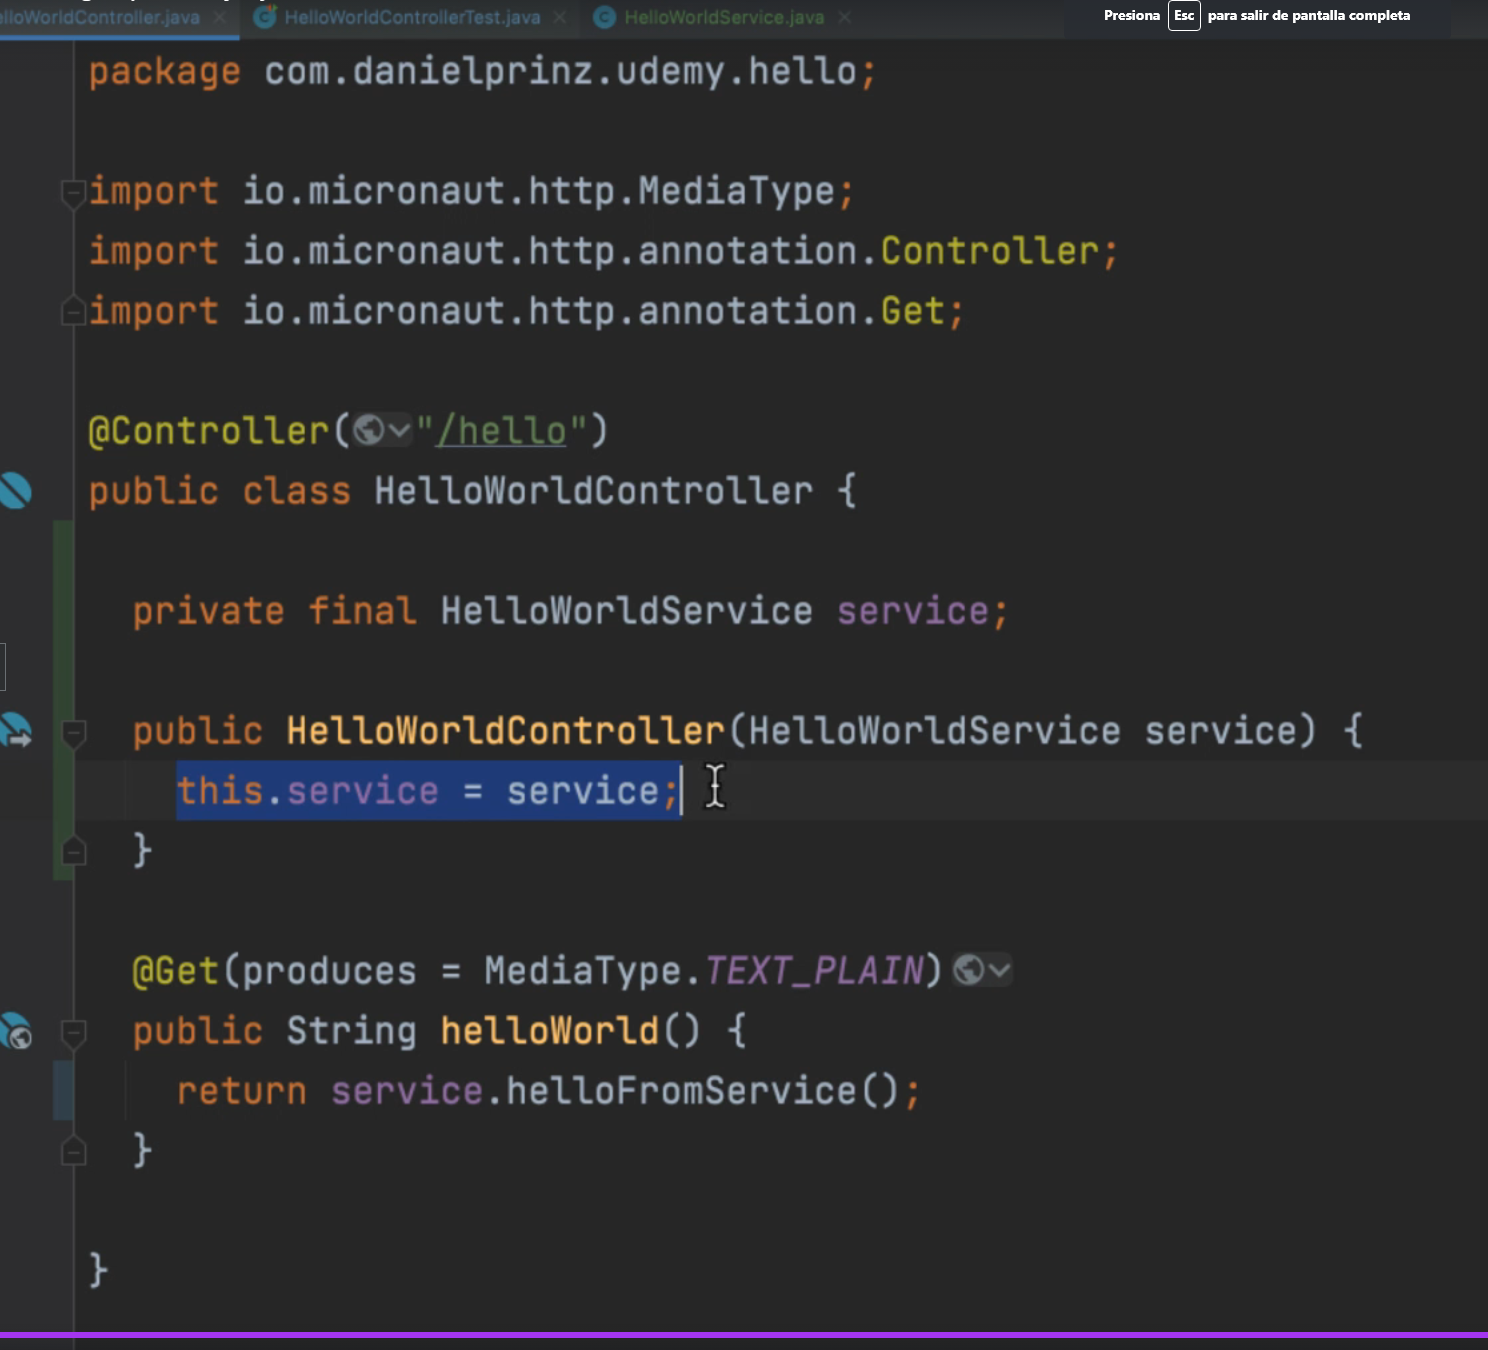 HelloWorldControllerTest.java
HelloWorldService.java
Presiona Esc para salir de pantalla completa
package com.danielprinz.udemy.hello;
import io.micronaut.http.MediaType;
import io.micronaut.http.annotation.Controller;
import io.micronaut.http.annotation.Get;
@Controller("/hello")
public class HelloWorldController {
private final HelloWorldService service;
public HelloWorldController(HelloWorldService service) {
this.service = service;
}
@Get(produces = MediaType.TEXT_PLAIN)
public String helloWorld() {
return service.helloFromService();
}
}